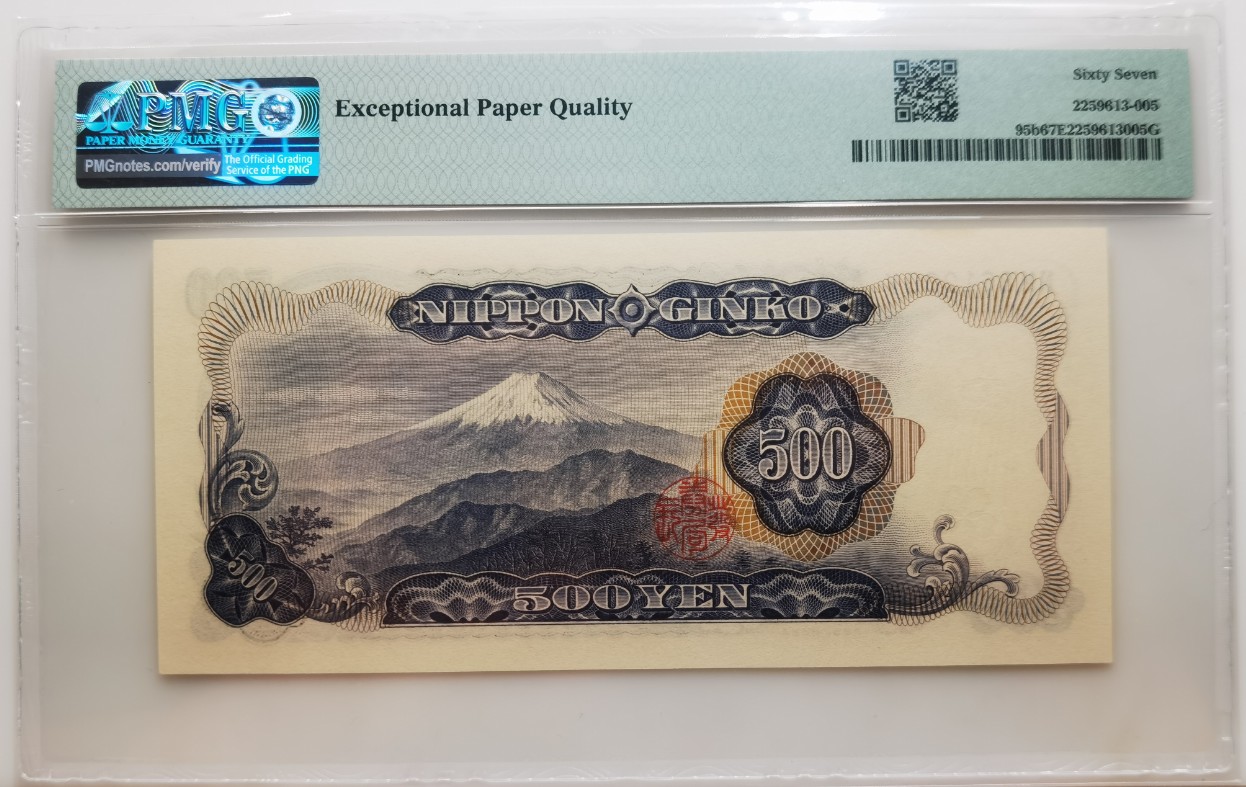 PMG
PAPER MONEY GUARANTY
PMGnotes.com/verify
The Official Grading
Service of the PNG
Exceptional Paper Quality
Sixty Seven
2259613-005
95b67E2259613005G
NIPPON GINKO
500
500
500 YEN